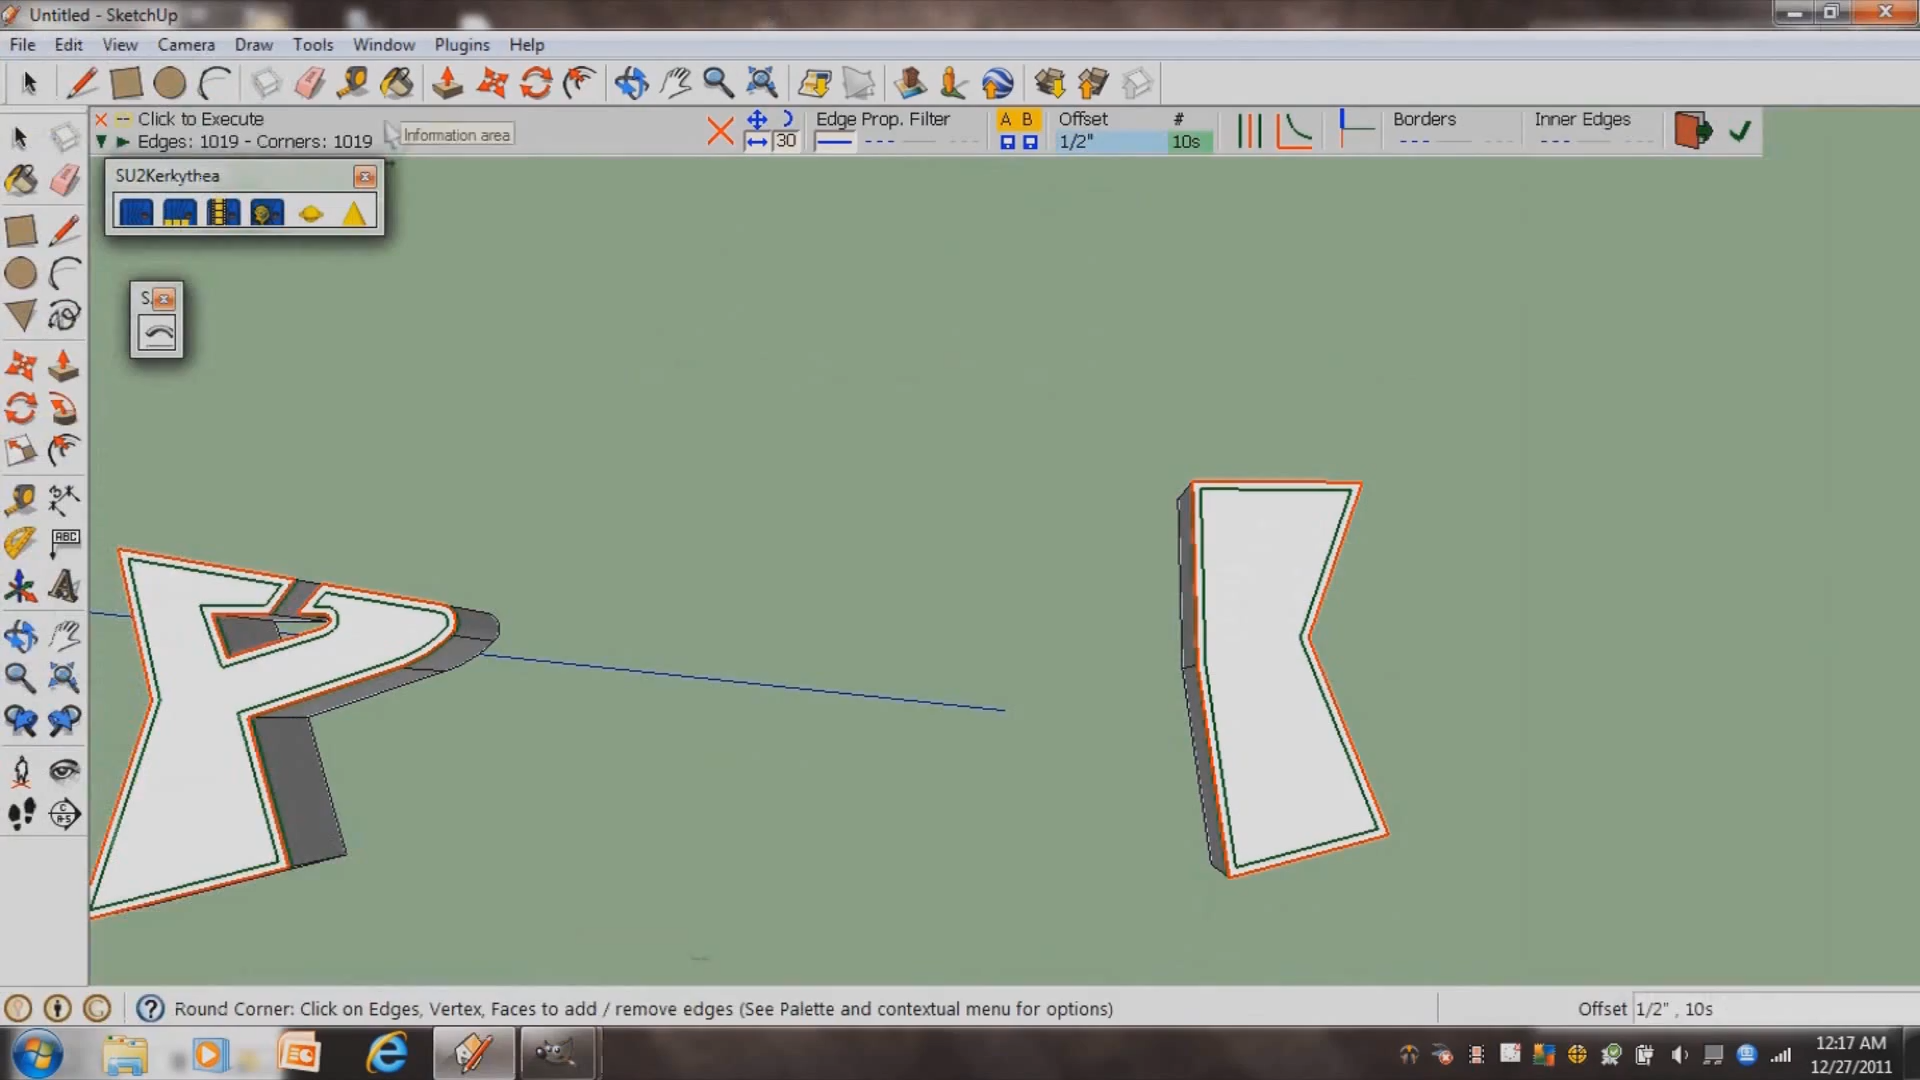 Untitled - SketchUp
File Edit View Camera Draw Tools Window Plugins Help
Click to Execute
Edges: 1019 - Corners: 1019
Information area
30
Edge Prop. Filter
A B
Offset
1/2"
#
10s
Borders
Inner Edges
SU2Kerkythea
S.
ABC
Round Corner: Click on Edges, Vertex, Faces to add / remove edges (See Palette and contextual menu for options)
Offset 1/2" , 10s
12:17 AM
12/27/2011